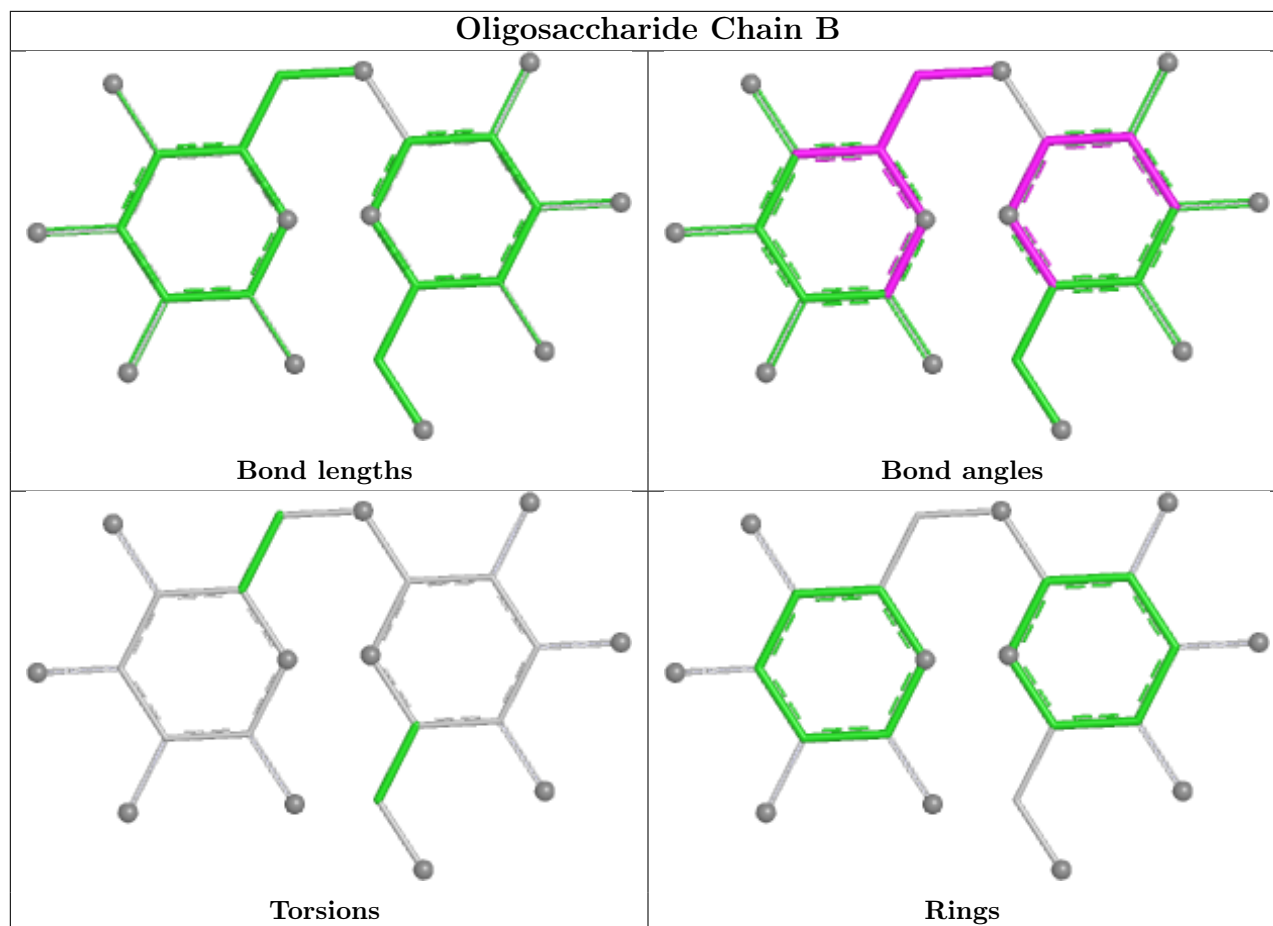 Oligosaccharide Chain B
Bond lengths
Bond angles
Torsions
Rings